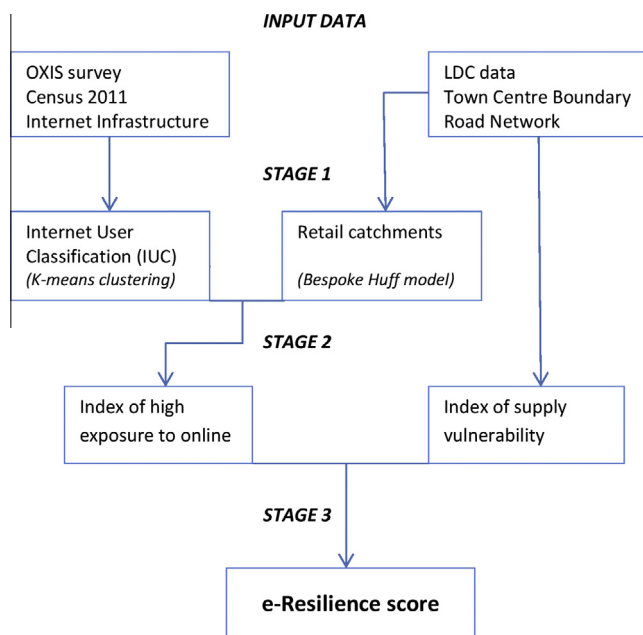 INPUT DATA
OXIS survey
Census 2011
Internet Infrastructure
LDC data
Town Centre Boundary
Road Network
STAGE 1
Internet User
Classification (IUC)
(K-means clustering)
Retail catchments
(Bespoke Huff model)
STAGE 2
Index of high
exposure to online
Index of supply
vulnerability
STAGE 3
e-Resilience score